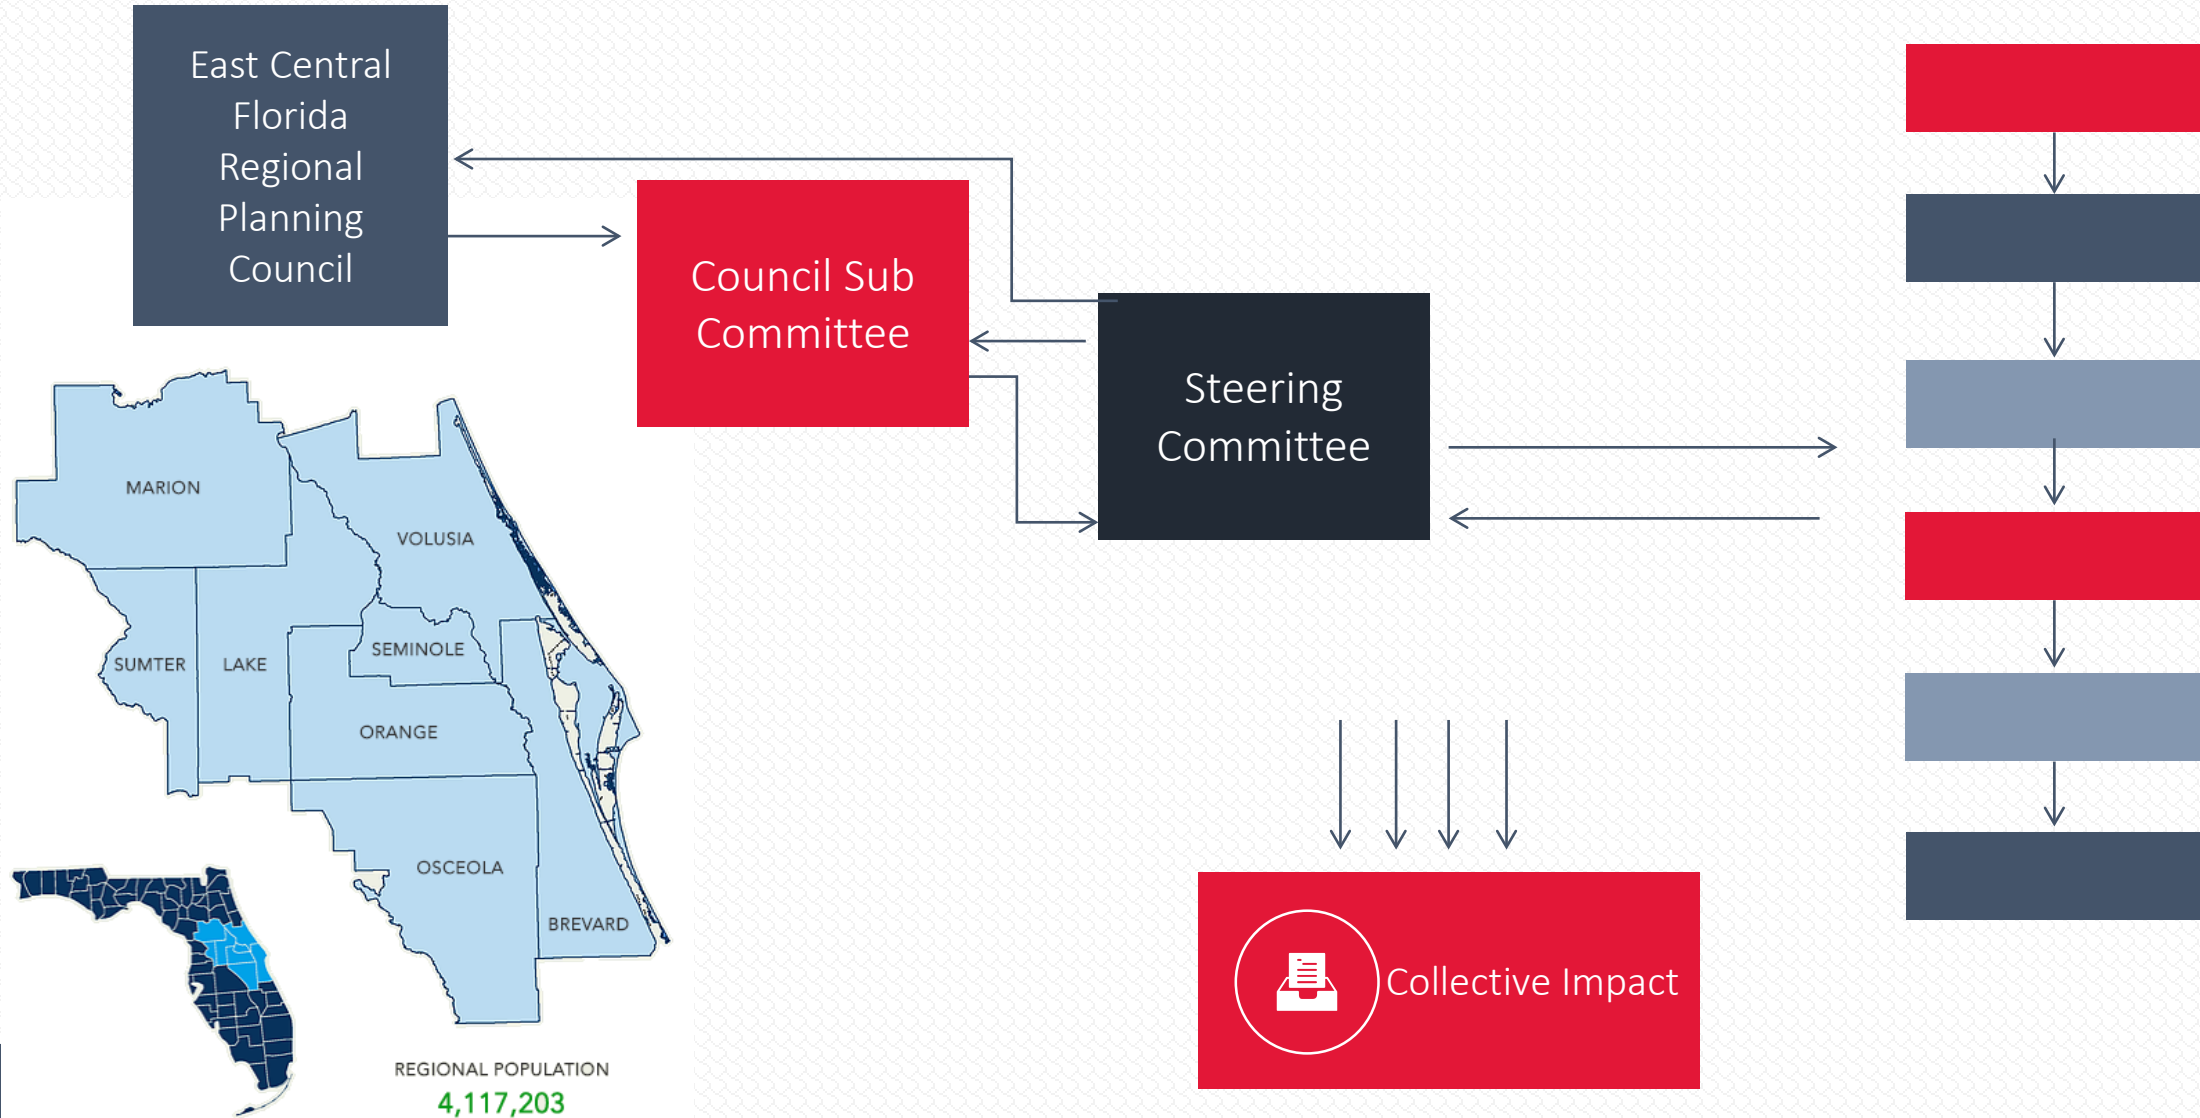 East Central
Florida
Regional
Planning
Council
Council Sub
Committee
Steering
Committee
MARION
VOLUSIA
SUMTER
LAKE
SEMINOLE
ORANGE
OSCEOLA
BREVARD
REGIONAL POPULATION
4,117,203
Collective Impact